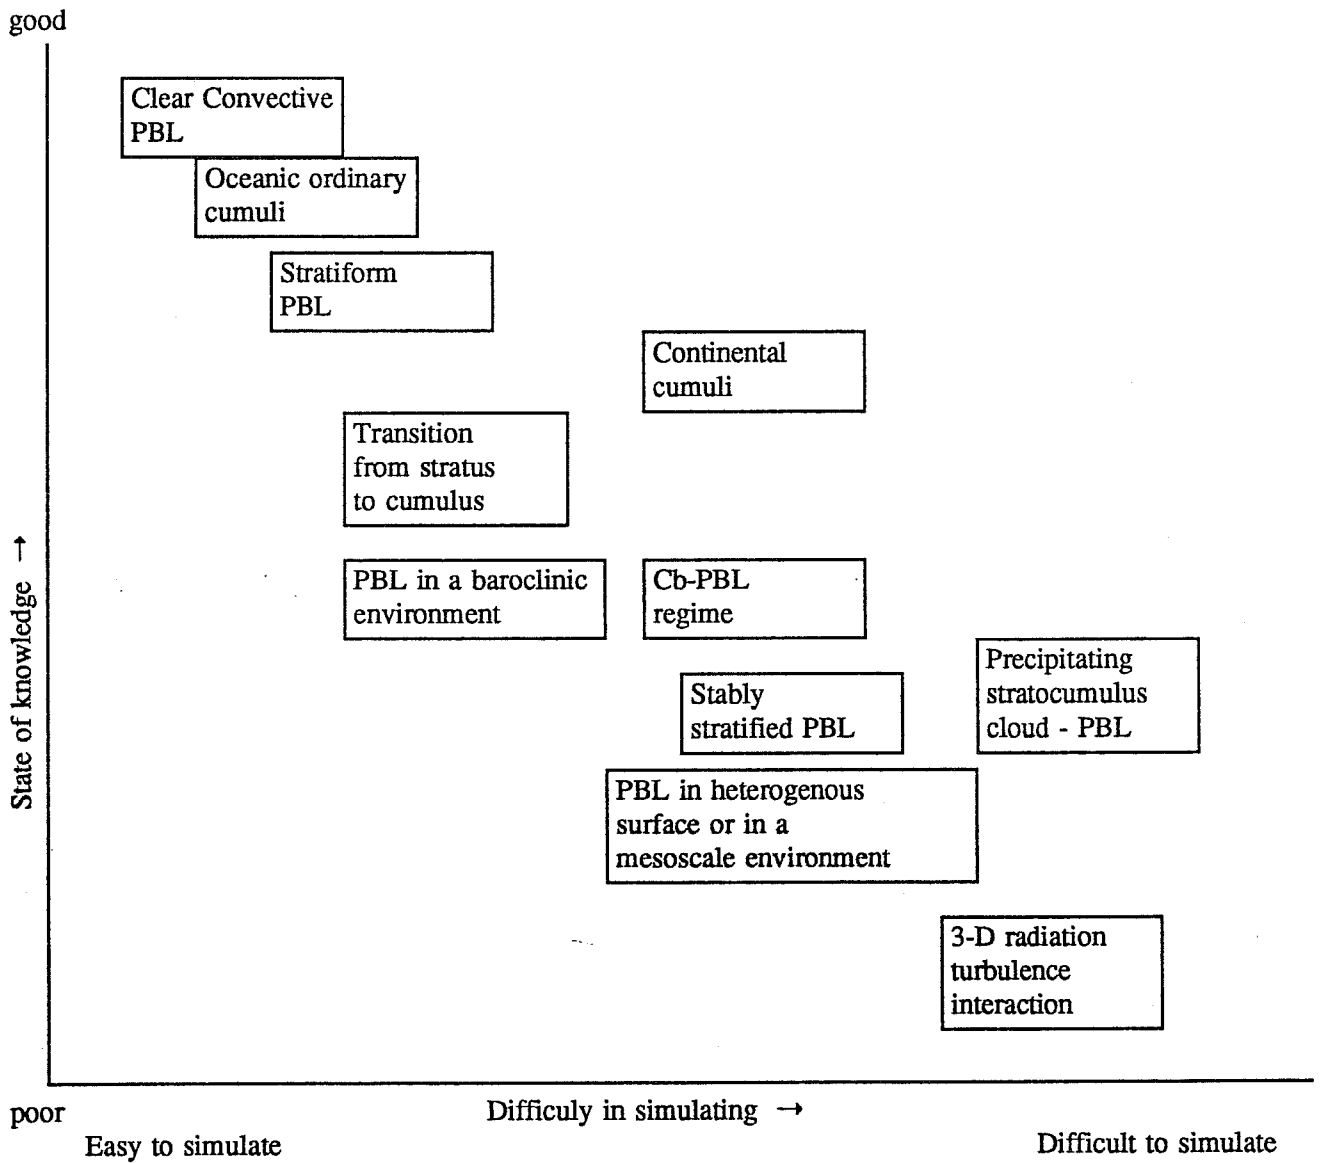 good
Clear Convective
PBL
Oceanic ordinary
cumuli
Stratiform
PBL
Continental
cumuli
Transition
from stratus
to cumulus
PBL in a baroclinic
environment
Cb-PBL
regime
Precipitating
stratocumulus
cloud - PBL
Stably
stratified PBL
PBL in heterogenous
surface or in a
mesoscale environment
3-D radiation
turbulence
interaction
State of knowledge →
poor
Difficuly in simulating →
Easy to simulate
Difficult to simulate